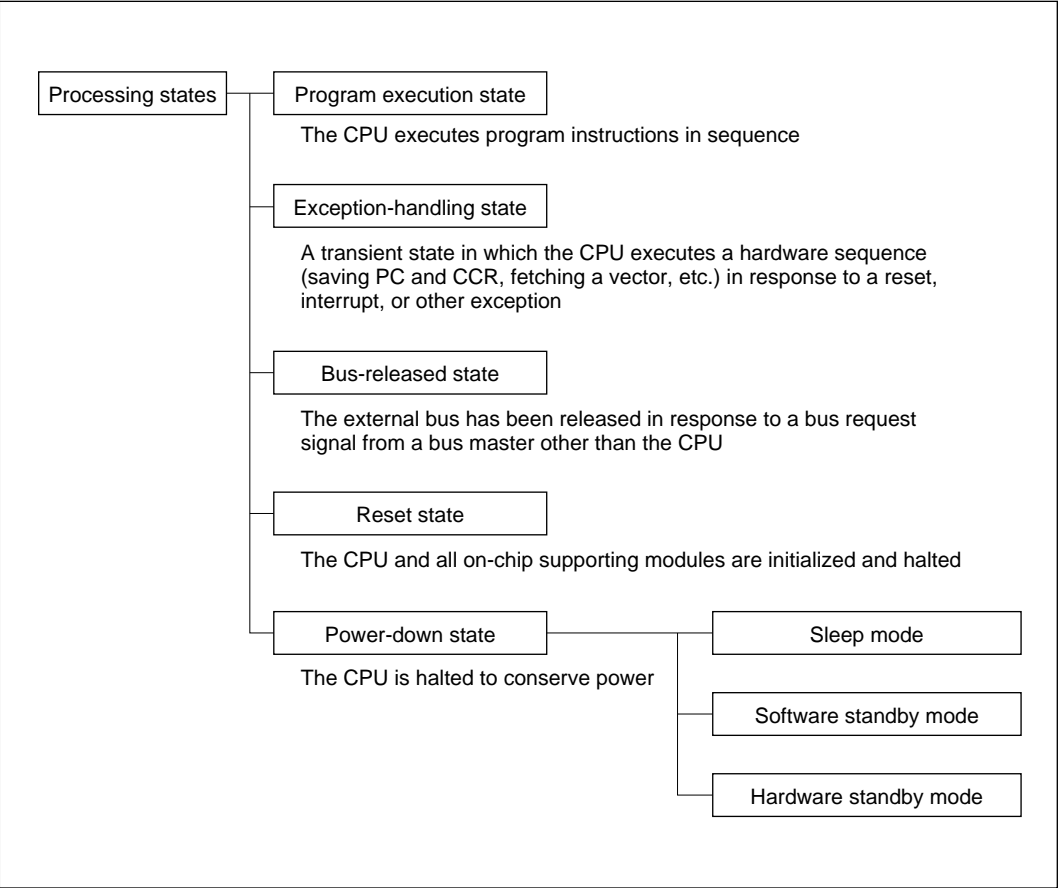 Processing states
Program execution state
The CPU executes program instructions in sequence
Exception-handling state
A transient state in which the CPU executes a hardware sequence
(saving PC and CCR, fetching a vector, etc.) in response to a reset,
interrupt, or other exception
Bus-released state
The external bus has been released in response to a bus request
signal from a bus master other than the CPU
Reset state
The CPU and all on-chip supporting modules are initialized and halted
Power-down state
The CPU is halted to conserve power
Sleep mode
Software standby mode
Hardware standby mode